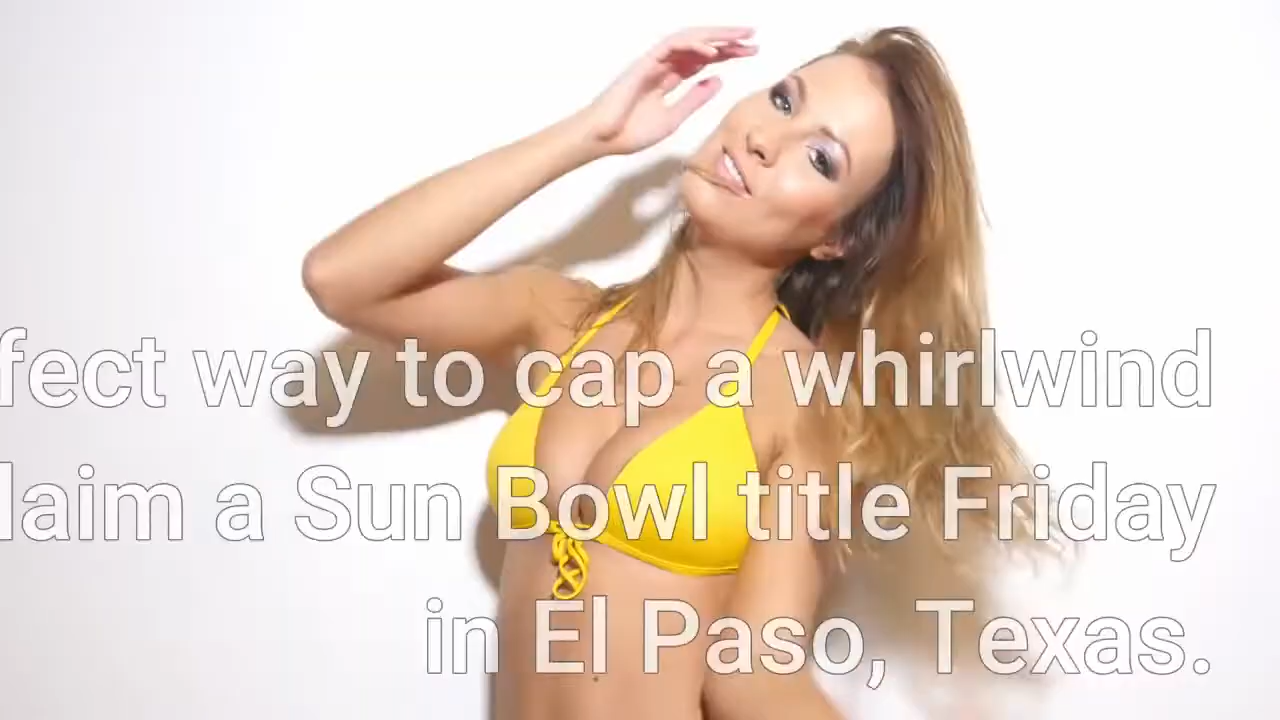 fect way to cap a whirlwind
laim a Sun Bowl title Friday
in El Paso, Texas.